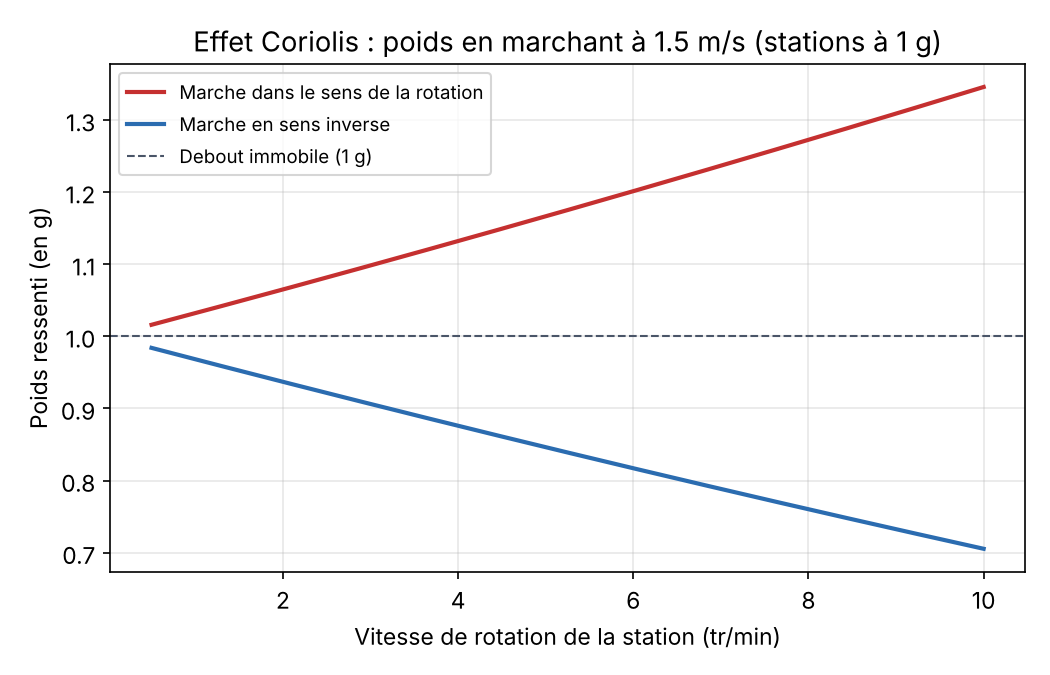 Effet Coriolis : poids en marchant à 1.5 m/s (stations à 1 g)
Marche dans le sens de la rotation
Marche en sens inverse
Debout immobile (1 g)
Poids ressenti (en g)
1.3
1.2
1.1
1.0
0.9
0.8
0.7
2 4 6 8 10
Vitesse de rotation de la station (tr/min)